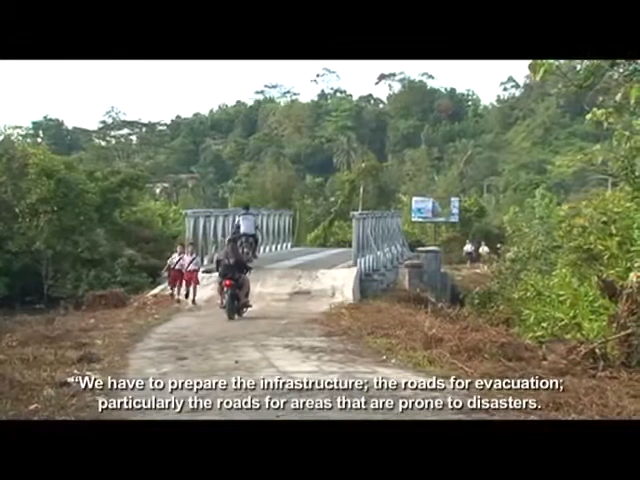 “We have to prepare the infrastructure; the roads for evacuation;
particularly the roads for areas that are prone to disasters.